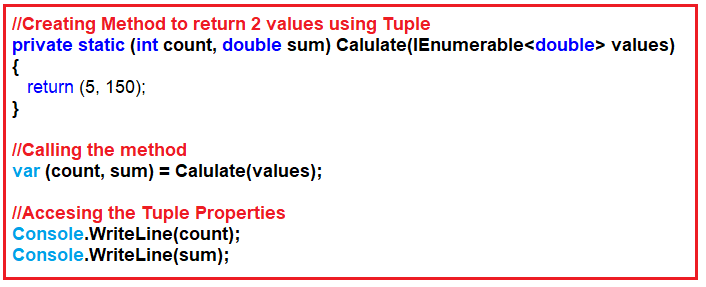 //Creating Method to return 2 values using Tuple
private static (int count, double sum) Calulate(IEnumerable<double> values)
{
return (5, 150);
}
//Calling the method
var (count, sum) = Calulate(values);
//Accesing the Tuple Properties
Console.WriteLine(count);
Console.WriteLine(sum);